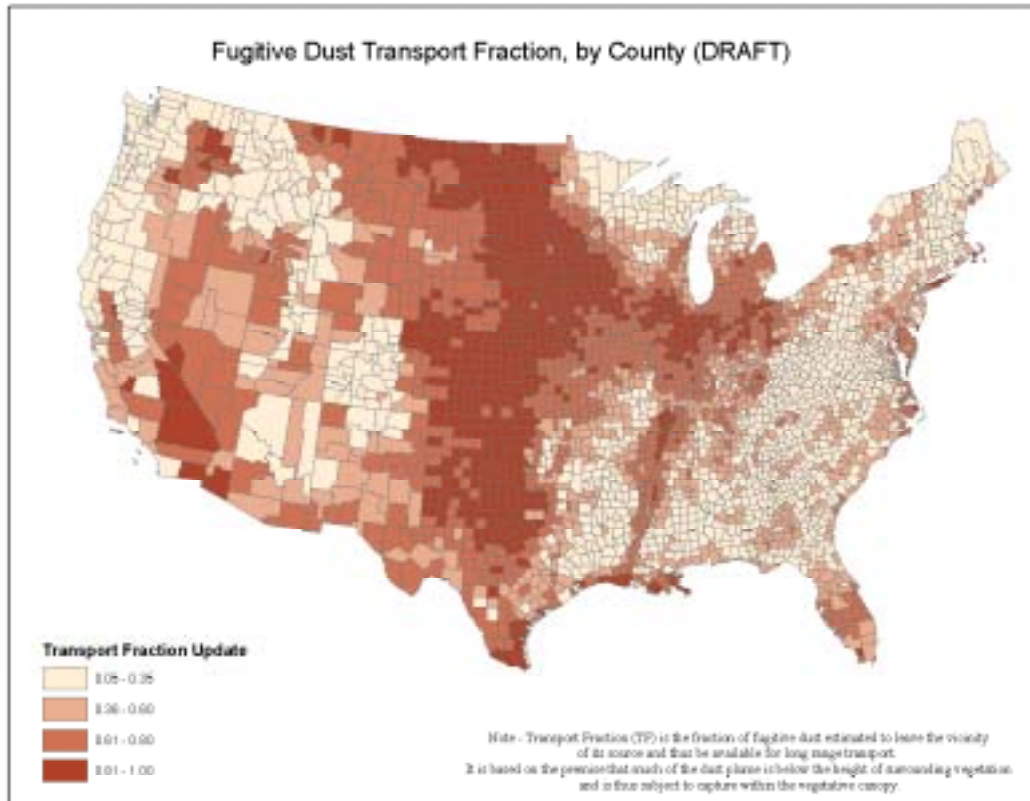 Fugitive Dust Transport Fraction, by County (DRAFT)
Transport Fraction Update
0.05 - 0.35
0.36 - 0.60
0.61 - 0.80
0.81 - 1.00
Note - Transport Fraction (TF) is the fraction of fugitive dust estimated to leave the vicinity
of its source and thus be available for long range transport.
It is based on the premise that much of the dust plume is below the height of surrounding vegetation
and is thus subject to capture within the vegetative canopy.